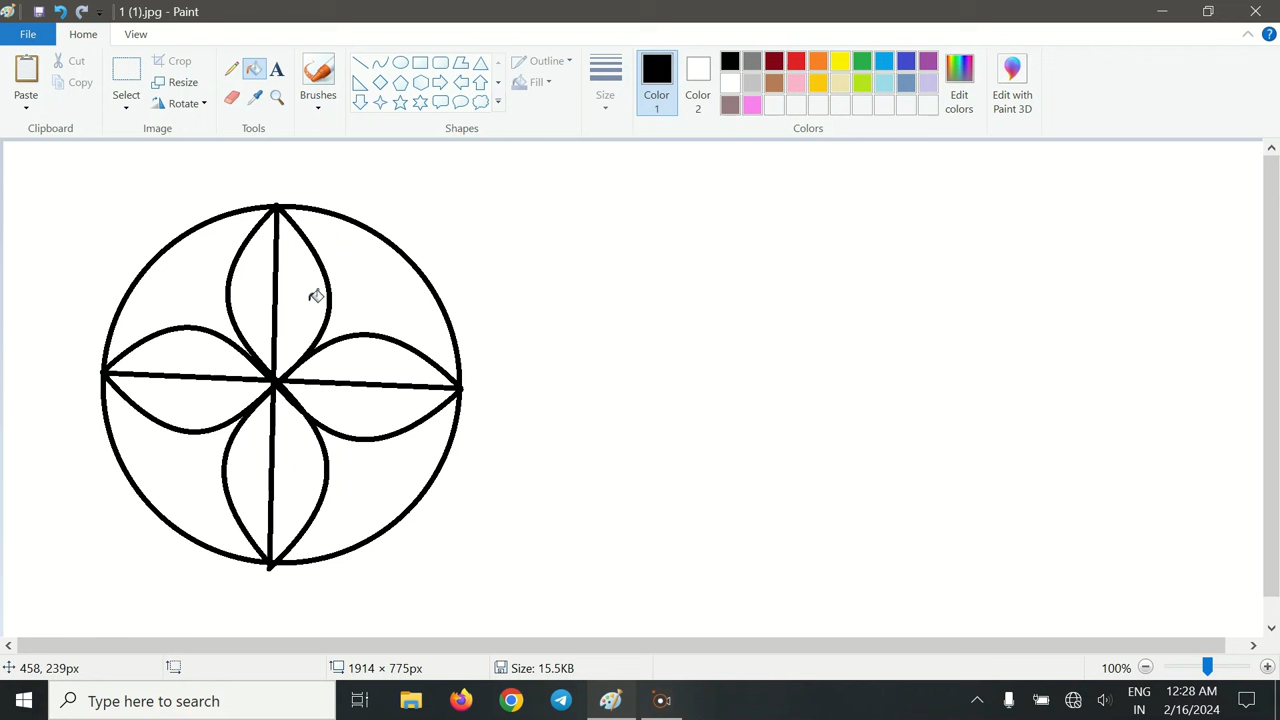 1 (1).jpg - Paint
File Home View
Cut
Copy
Paste
Clipboard
Crop
Resize
Rotate
Select
Image
Tools
Brushes
Outline
Fill
Shapes
Size
Color 1
Color 2
Edit colors
Colors
Edit with Paint 3D
458, 239px
1914 × 775px
Size: 15.5KB
100%
Type here to search
ENG
IN
12:28 AM
2/16/2024